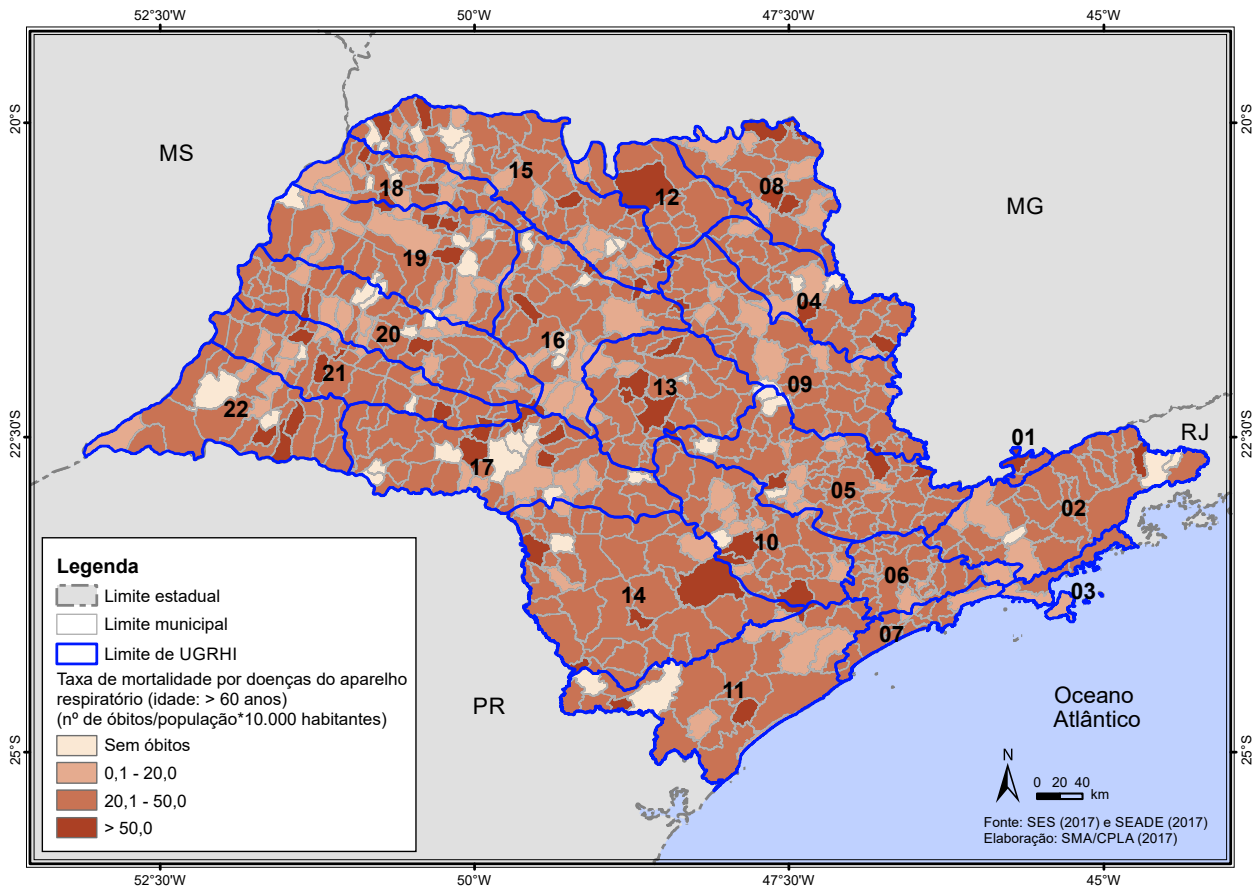 52°30'W 50°W 47°30'W 45°W
20°S 20°S
MS
MG
15
18
12
08
19
04
20
16
21
13
09
22
22°30'S 22°30'S
RJ
01
17
05
02
10
06
03
14
07
11
PR
Oceano
Atlântico
25°S 25°S
Legenda
Limite estadual
Limite municipal
Limite de UGRHI
Taxa de mortalidade por doenças do aparelho
respiratório (idade: > 60 anos)
(nº de óbitos/população*10.000 habitantes)
Sem óbitos
0,1 - 20,0
20,1 - 50,0
> 50,0
N
0 20 40
km
Fonte: SES (2017) e SEADE (2017)
Elaboração: SMA/CPLA (2017)
52°30'W 50°W 47°30'W 45°W